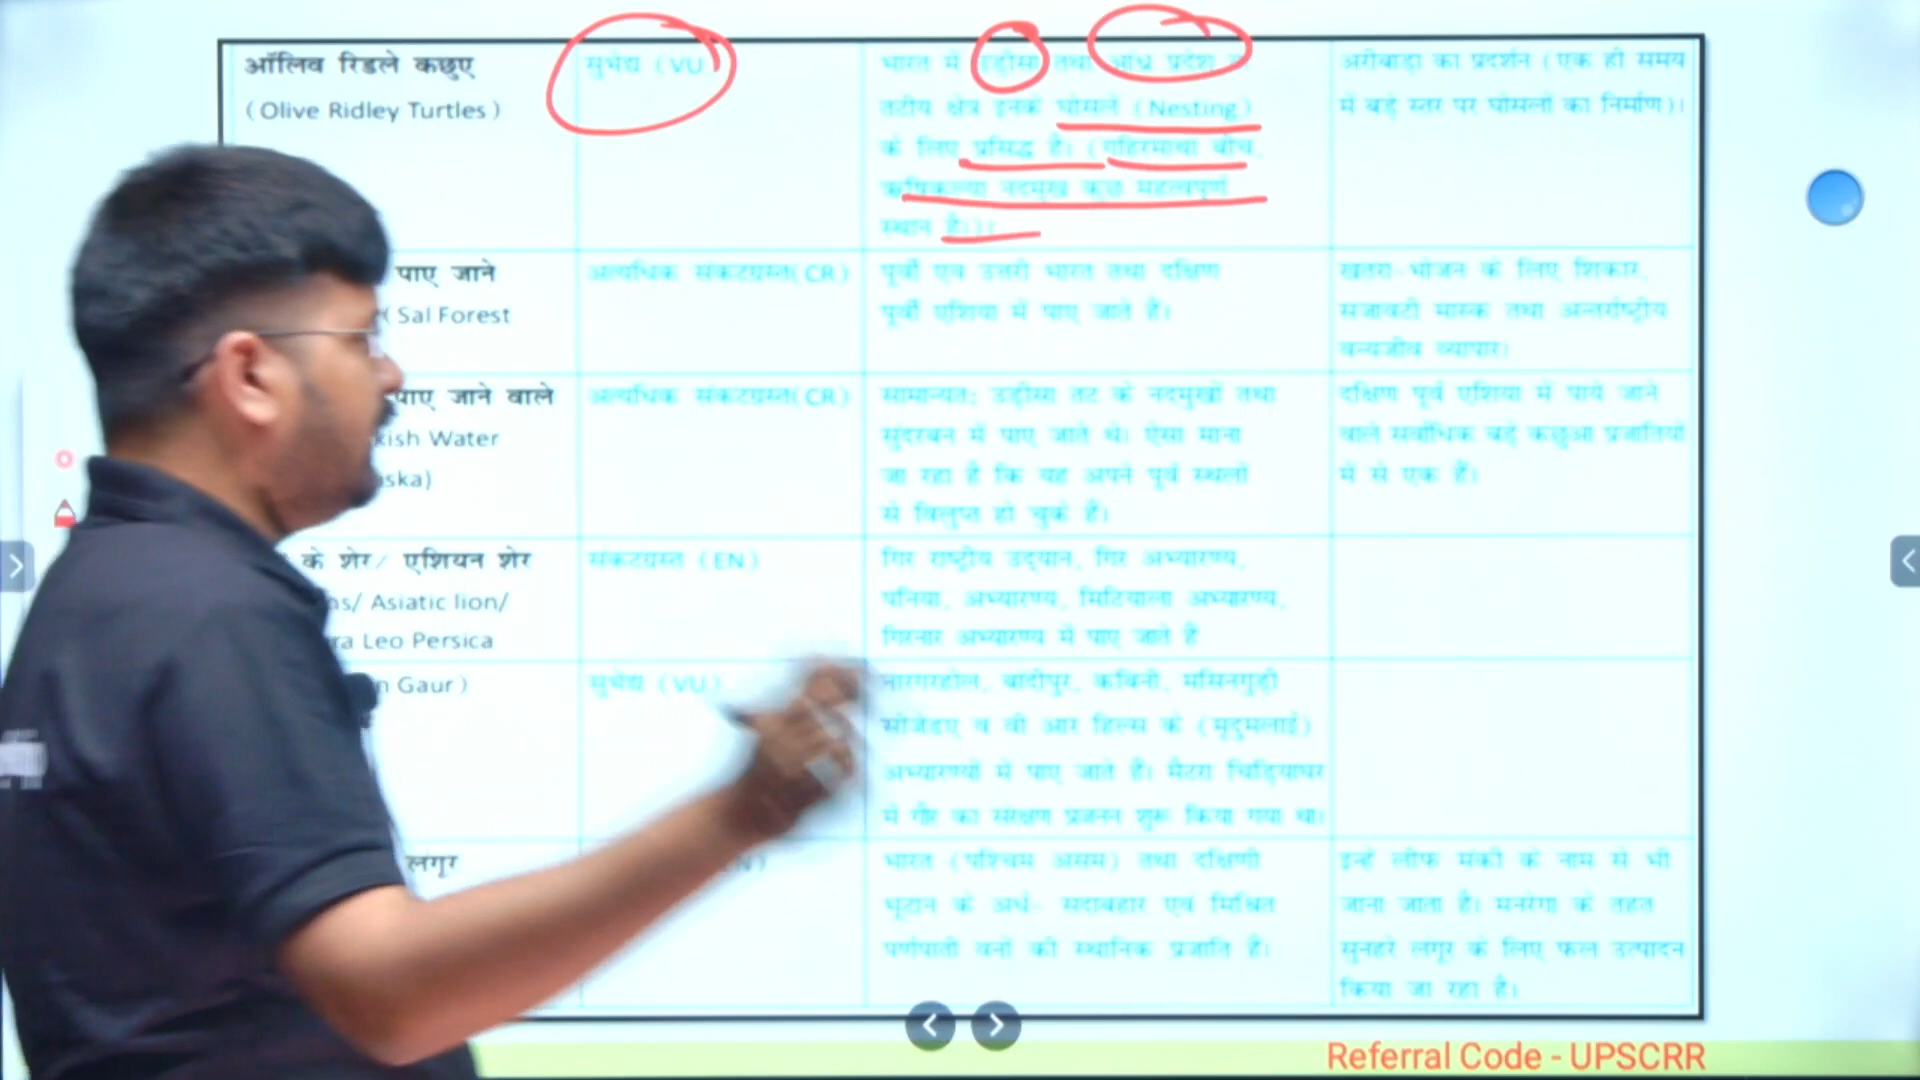 ऑलिव रिडले कछुए
(Olive Ridley Turtles)
सुभेद्य (VU)
भारत में उड़ीसा तथा आंध्र प्रदेश
तटीय क्षेत्र इनके घोंसले (Nesting)
के लिए प्रसिद्ध है। (गहिरमाथा बीच,
ऋषिकुल्या नदमुख कुछ महत्वपूर्ण
स्थान है।)।
अरीबाड़ा का प्रदर्शन (एक ही समय
में बड़े स्तर पर घोंसलों का निर्माण)।
पाए जाने
(Sal Forest
अत्यधिक संकटग्रस्त(CR)
पूर्वी एवं उत्तरी भारत तथा दक्षिण
पूर्वी एशिया में पाए जाते हैं।
खतरा-भोजन के लिए शिकार,
सजावटी मास्क तथा अन्तर्राष्ट्रीय
वन्यजीव व्यापार।
पाए जाने वाले
kish Water
aska)
अत्यधिक संकटग्रस्त(CR)
सामान्यत: उड़ीसा तट के नदमुखों तथा
सुंदरबन में पाए जाते थे। ऐसा माना
जा रहा है कि यह अपने पूर्व स्थलों
से विलुप्त हो चुके हैं।
दक्षिण पूर्व एशिया में पाये जाने
वाले सर्वाधिक बड़े कछुआ प्रजातियों
में से एक हैं।
के शेर/ एशियन शेर
ns/ Asiatic lion/
ra Leo Persica
संकटग्रस्त (EN)
गिर राष्ट्रीय उद्यान, गिर अभ्यारण्य,
पनिया, अभ्यारण्य, मिटियाला अभ्यारण्य,
गिरनार अभ्यारण्य में पाए जाते है
n Gaur)
सुभेद्य (VU)
नारगरहोल, बांदीपुर, कबिनी, मसिनगुड़ी
व बी आर हिल्स के (मुदुमलाई)
अभ्यारण्यों में पाए जाते हैं। मैटरा चिड़ियाघर
में गौर का संरक्षण प्रजनन शुरू किया गया था।
लंगूर
N)
भारत (पश्चिम असम) तथा दक्षिणी
भूटान के अर्ध- सदाबहार एवं मिश्रित
पर्णपाती वनों की स्थानिक प्रजाति है।
इन्हें लीफ मंकी के नाम से भी
जाना जाता है। मनरेगा के तहत
सुनहरे लंगूर के लिए फल उत्पादन
किया जा रहा है।
Referral Code - UPSCRR